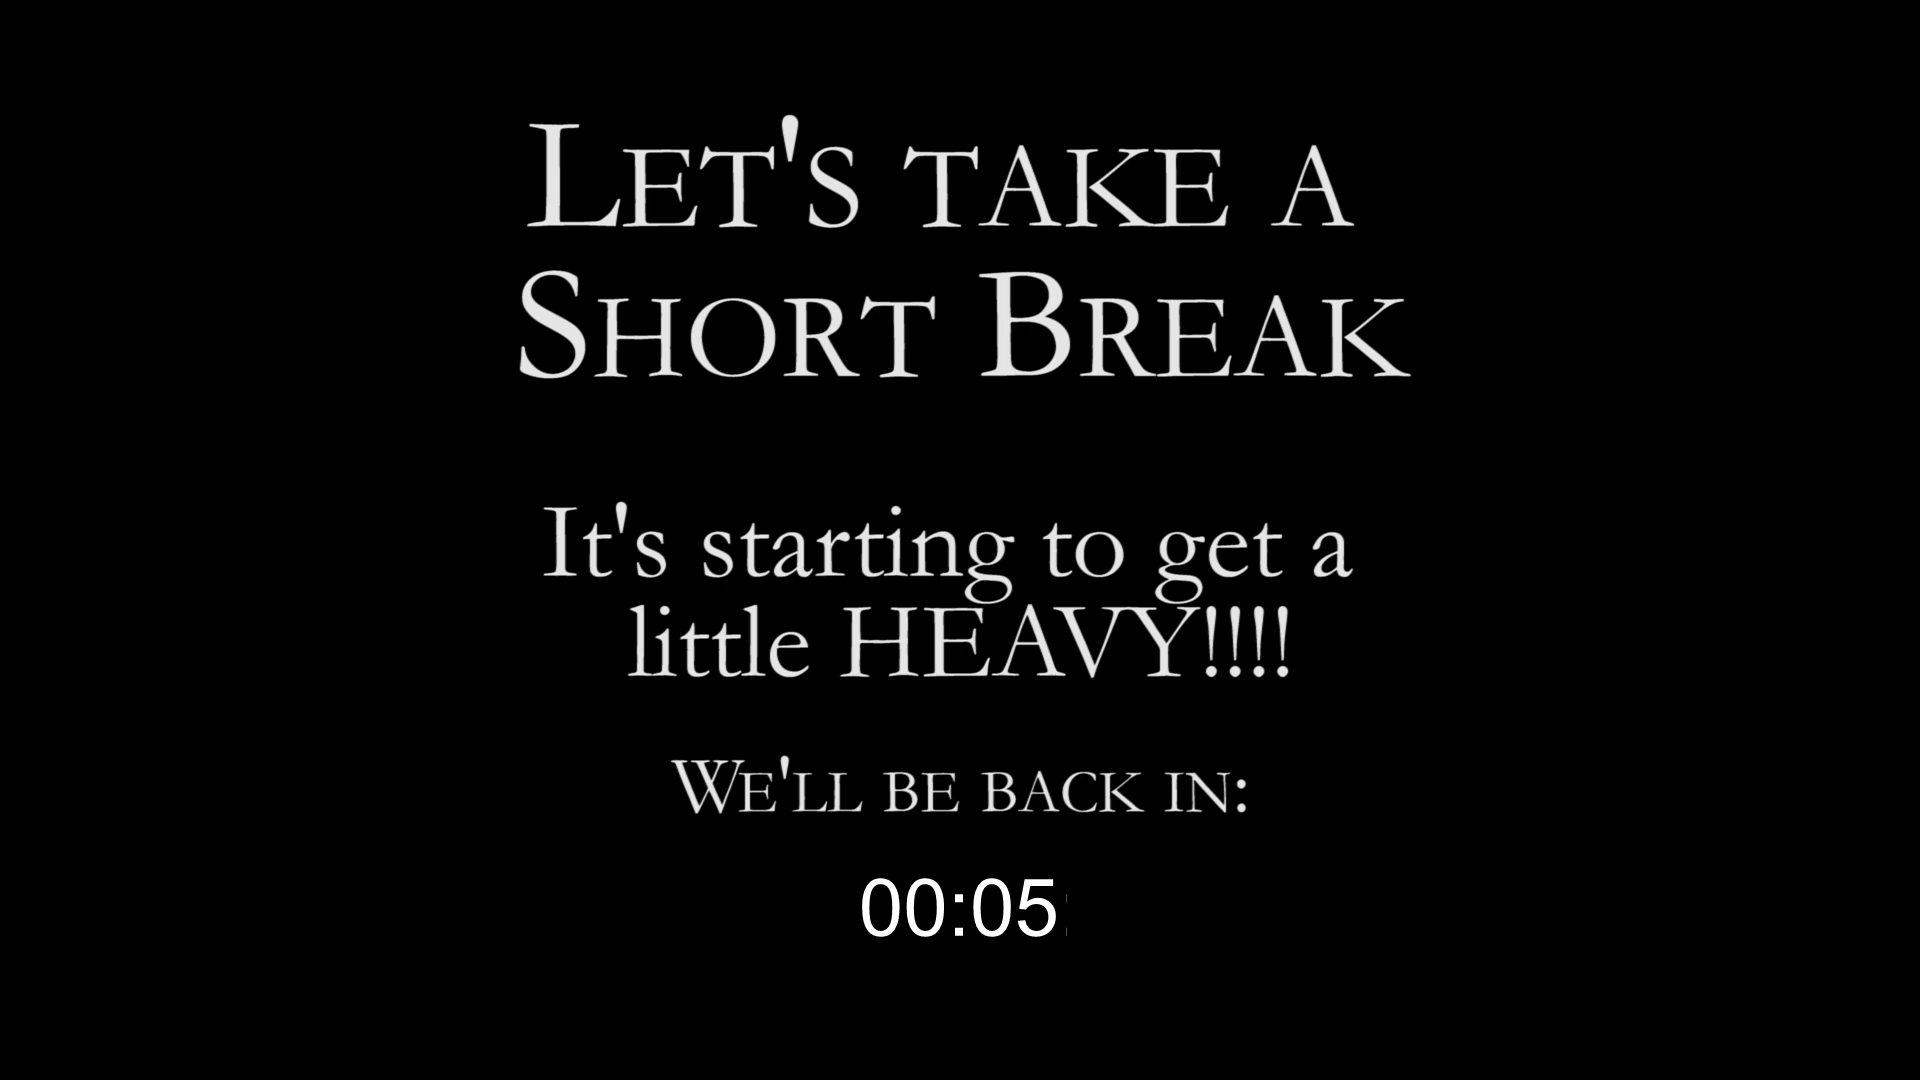 Let's take a
Short Break
It's starting to get a
little HEAVY!!!!
We'll be back in:
00:05: